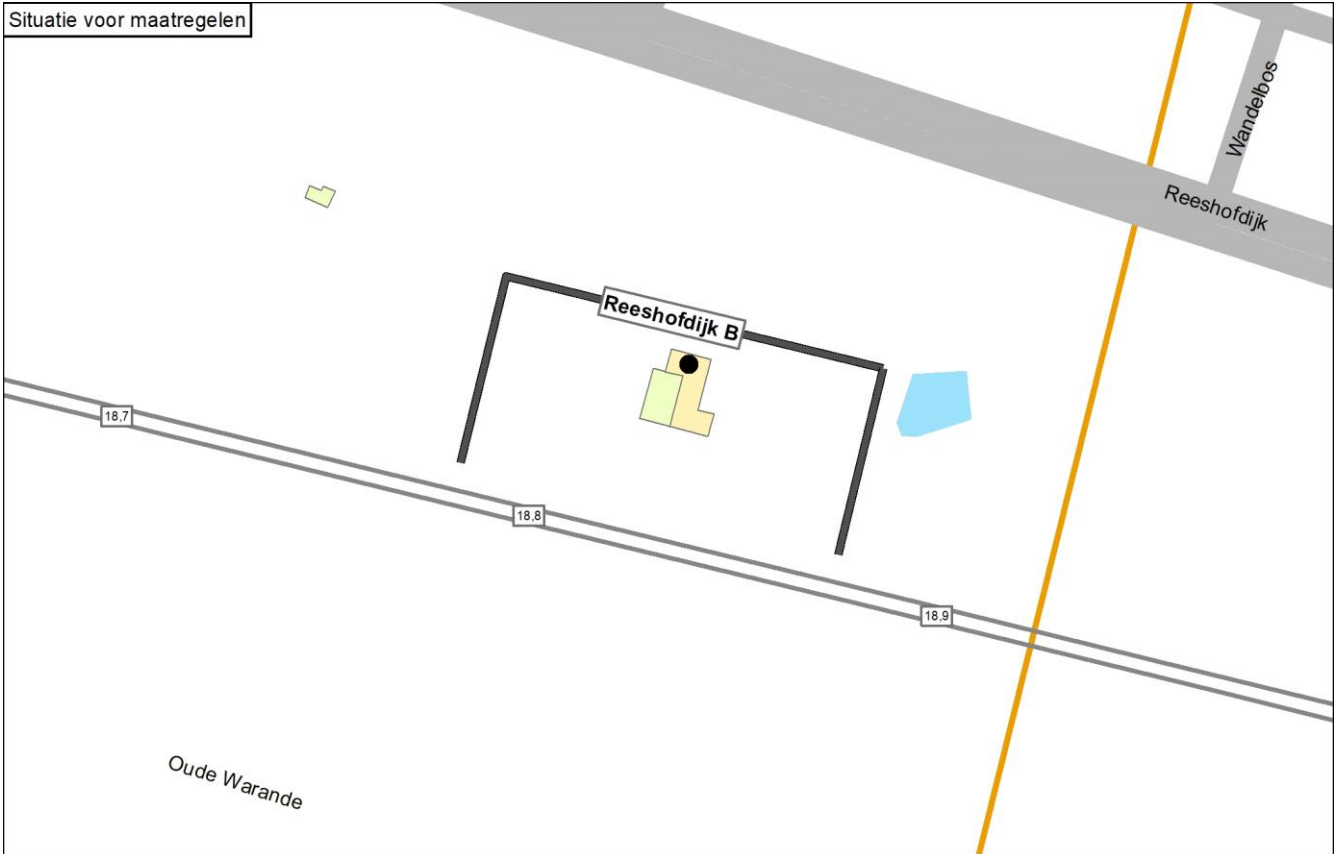 Situatie voor maatregelen
Wandelbos
Reeshofdijk
Reeshofdijk B
18,7
18,8
18,9
Oude Warande